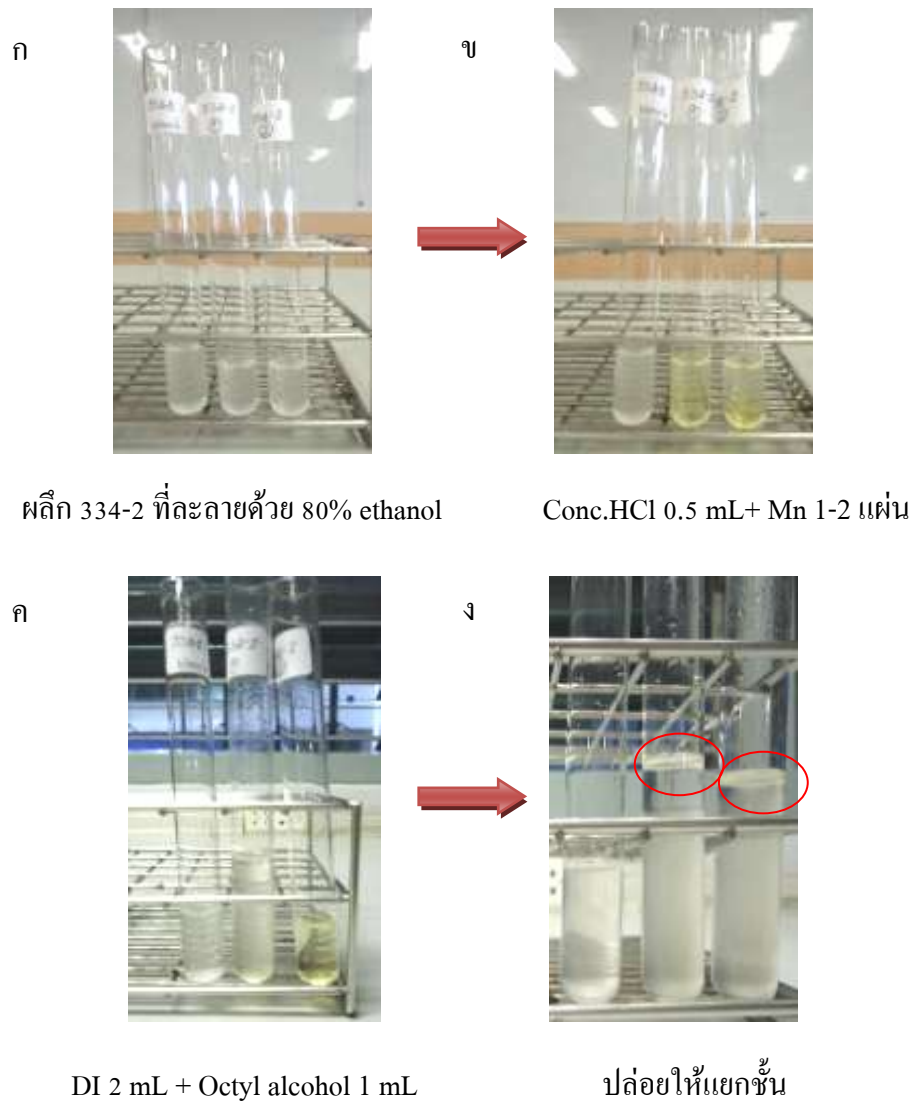 ก
ข
ผลึก 334-2 ที่ละลายด้วย 80% ethanol
Conc.HCl 0.5 mL+ Mn 1-2 แผ่น
ค
ง
DI 2 mL + Octyl alcohol 1 mL
ปล่อยให้แยกชั้น